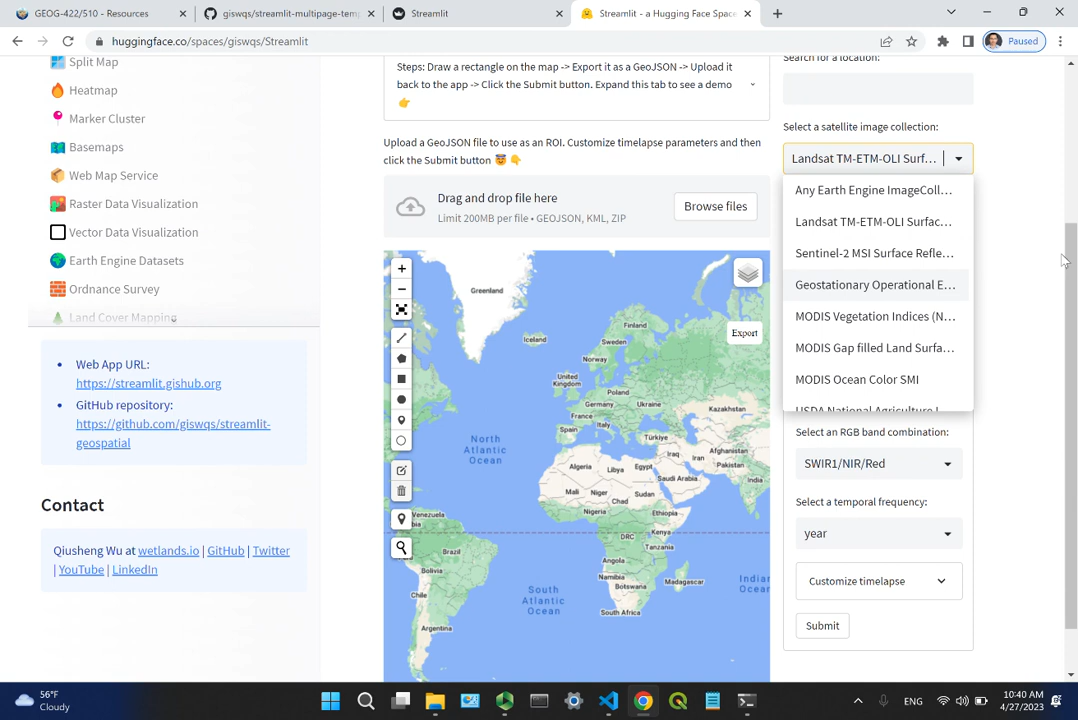 GEOG-422/510 - Resources
giswqs/streamlit-multipage-tem
Streamlit
Streamlit - a Hugging Face Space
huggingface.co/spaces/giswqs/Streamlit
Paused
Split Map
Heatmap
Marker Cluster
Basemaps
Web Map Service
Raster Data Visualization
Vector Data Visualization
Earth Engine Datasets
Ordnance Survey
Land Cover Mapping
Web App URL:
https://streamlit.gishub.org
GitHub repository:
https://github.com/giswqs/streamlit-
geospatial
Contact
Qiusheng Wu at wetlands.io | GitHub | Twitter
| YouTube | LinkedIn
Steps: Draw a rectangle on the map -> Export it as a GeoJSON -> Upload it
back to the app -> Click the Submit button. Expand this tab to see a demo
👉
Upload a GeoJSON file to use as an ROI. Customize timelapse parameters and then
click the Submit button 😇👇
Drag and drop file here
Limit 200MB per file • GEOJSON, KML, ZIP
Browse files
+
−
Export
Greenland
Iceland
Finland
Sweden
Norway
United
Kingdom
Poland
Germany
Ukraine
Kazakhstan
France
Italy
Spain
Türkiye
North
Atlantic
Ocean
Algeria
Libya
Egypt
Iraq
Iran
Afghanistan
Pakistan
Saudi Arabia
India
Mali
Niger
Chad
Sudan
Nigeria
Ethiopia
Venezuela
Colombia
DRC
Kenya
Tanzania
Brazil
Peru
Bolivia
Angola
Namibia
Botswana
Madagascar
Indian
Ocean
Chile
South
Atlantic
Ocean
South Africa
Argentina
Search for a location:
Select a satellite image collection:
Landsat TM-ETM-OLI Surf...
Any Earth Engine ImageColl...
Landsat TM-ETM-OLI Surfac...
Sentinel-2 MSI Surface Refle...
Geostationary Operational E...
MODIS Vegetation Indices (N...
MODIS Gap filled Land Surfa...
MODIS Ocean Color SMI
USDA National Agriculture I
Select an RGB band combination:
SWIR1/NIR/Red
Select a temporal frequency:
year
Customize timelapse
Submit
56°F
Cloudy
ENG
10:40 AM
4/27/2023